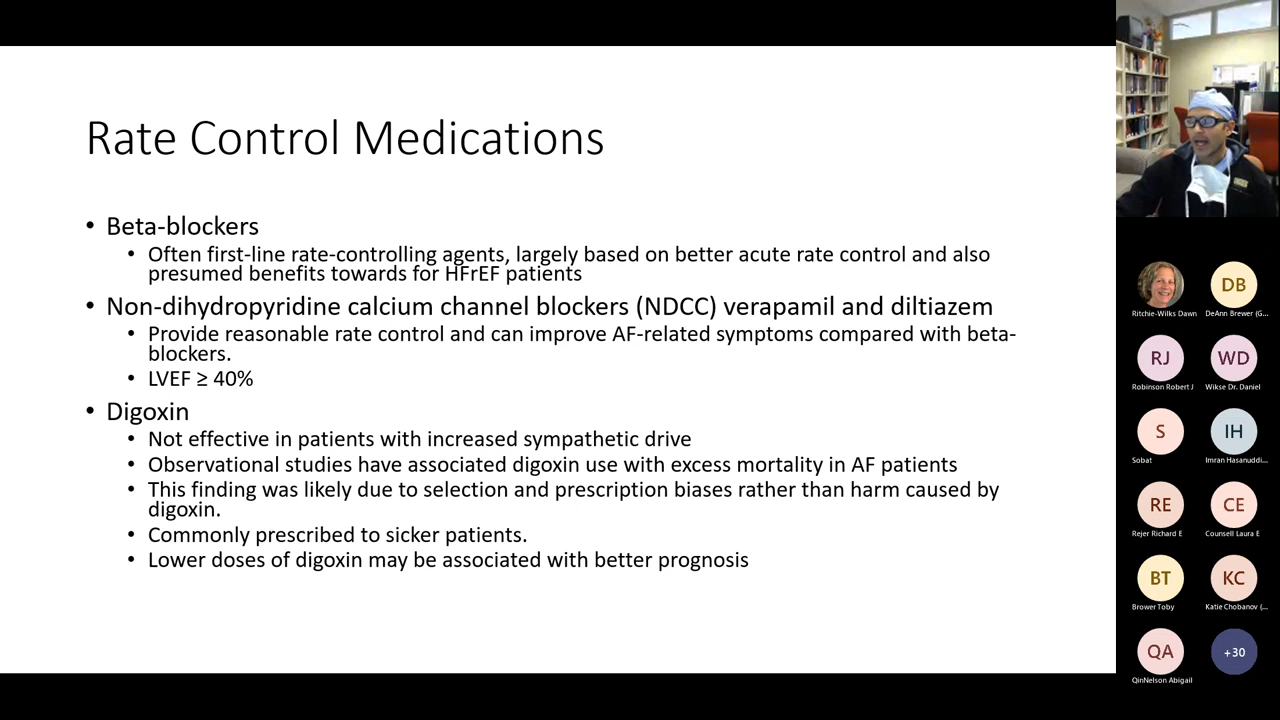 Rate Control Medications
• Beta-blockers
• Often first-line rate-controlling agents, largely based on better acute rate control and also
presumed benefits towards for HFrEF patients
• Non-dihydropyridine calcium channel blockers (NDCC) verapamil and diltiazem
• Provide reasonable rate control and can improve AF-related symptoms compared with beta-
blockers.
• LVEF ≥ 40%
• Digoxin
• Not effective in patients with increased sympathetic drive
• Observational studies have associated digoxin use with excess mortality in AF patients
• This finding was likely due to selection and prescription biases rather than harm caused by
digoxin.
• Commonly prescribed to sicker patients.
• Lower doses of digoxin may be associated with better prognosis
DB
Ritchie-Wilks Dawn
DeAnn Brewer (G...
RJ
WD
Robinson Robert J
Wikse Dr. Daniel
S
IH
Sobat
Imran Hasanuddi...
RE
CE
Rejer Richard E
Counsell Laura E
BT
KC
Brower Toby
Katie Chobanov (...
QA
+30
QinNelson Abigail